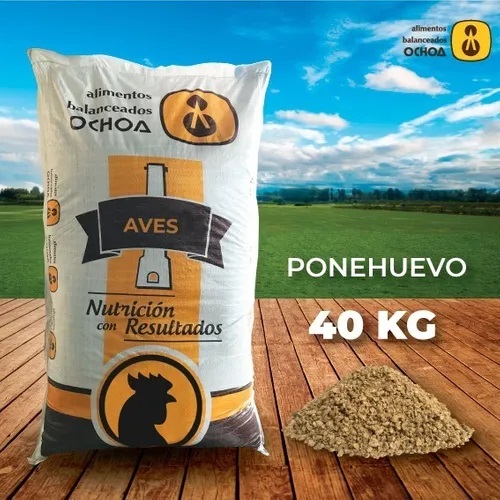 alimentos
balanceados
OCHOA
alimentos
balanceados
OCHOA
AVES
PONEHUEVO
Nutrición
con Resultados
40 KG